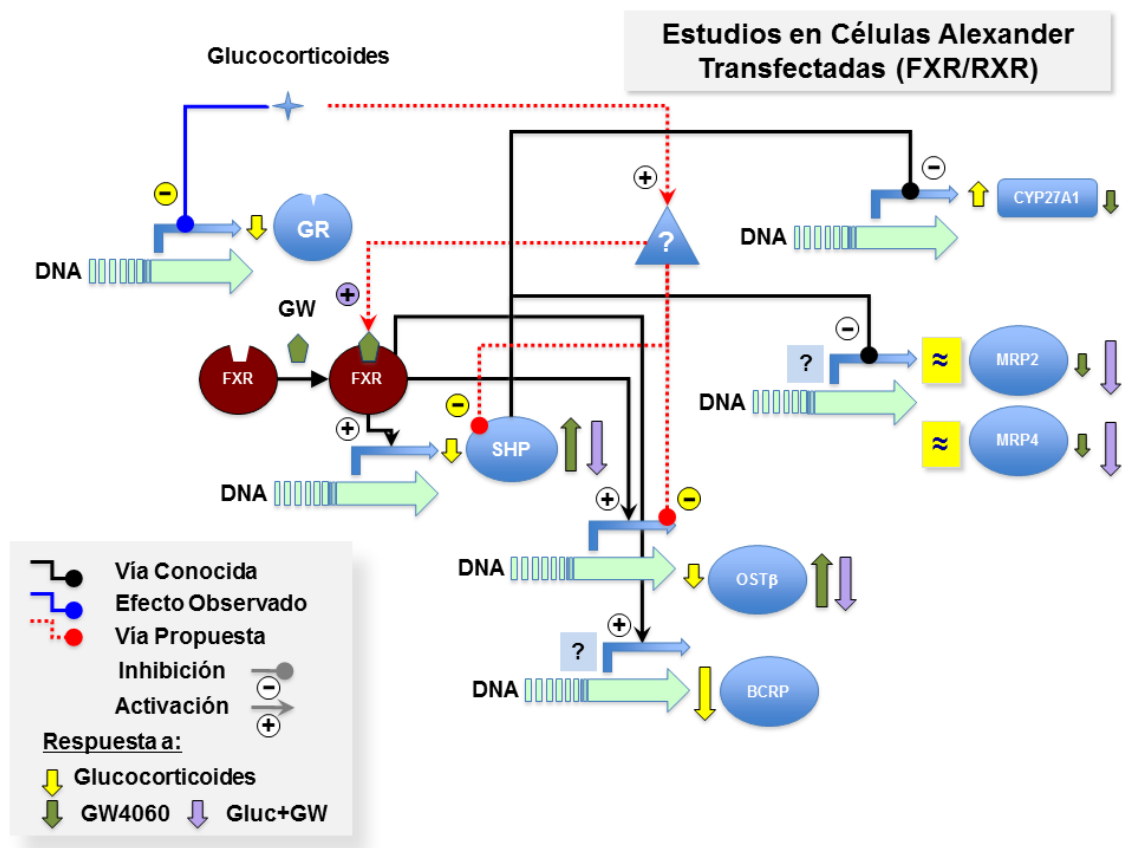 Estudios en Células Alexander
Transfectadas (FXR/RXR)
Glucocorticoides
−
GR
DNA
+
?
−
CYP27A1
DNA
GW
+
FXR
FXR
+
−
SHP
DNA
−
?
≈
MRP2
DNA
≈
MRP4
+
−
DNA
OSTβ
+
?
DNA
BCRP
Vía Conocida
Efecto Observado
Vía Propuesta
Inhibición
−
Activación
+
Respuesta a:
Glucocorticoides
GW4060
Gluc+GW